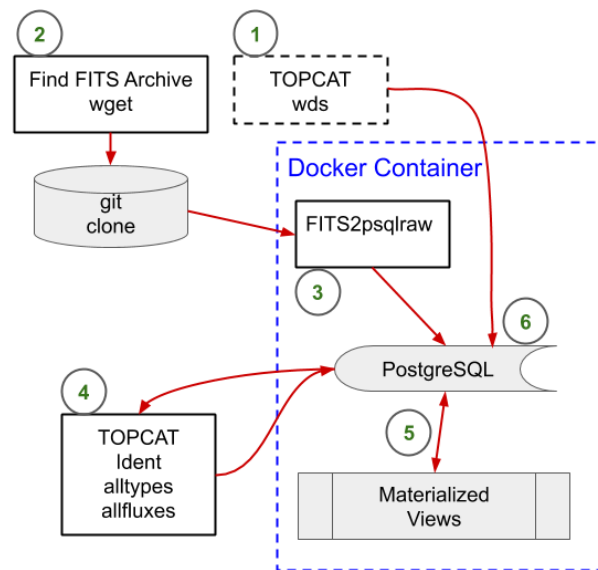 2
1
Find FITS Archive
wget
TOPCAT
wds
Docker Container
git
clone
FITS2psqlraw
3
6
PostgreSQL
4
5
TOPCAT
Ident
alltypes
allfluxes
Materialized
Views